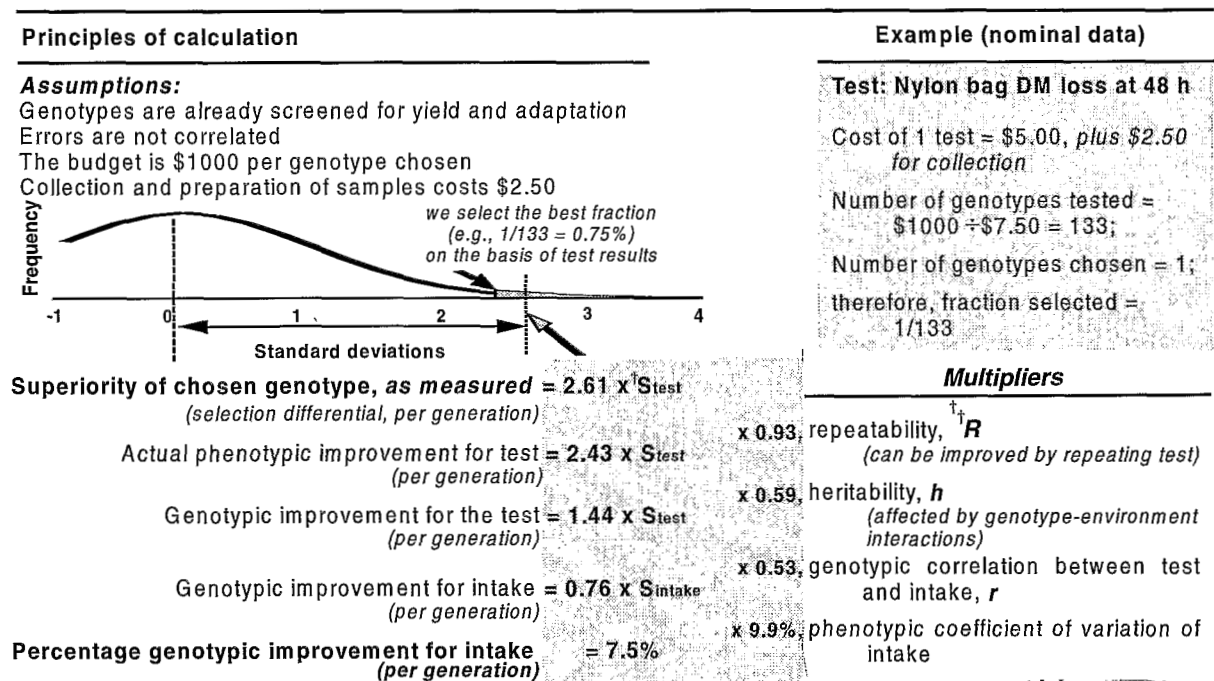 Principles of calculation
Example (nominal data)
Assumptions:
Genotypes are already screened for yield and adaptation
Errors are not correlated
The budget is $1000 per genotype chosen
Collection and preparation of samples costs $2.50
Frequency
we select the best fraction
(e.g., 1/133 = 0.75%)
on the basis of test results
-1 0 1 2 3 4
Standard deviations
Test: Nylon bag DM loss at 48 h
Cost of 1 test = $5.00, plus $2.50
for collection
Number of genotypes tested =
$1000 ÷ $7.50 = 133;
Number of genotypes chosen = 1;
therefore, fraction selected =
1/133
Superiority of chosen genotype, as measured = 2.61 x †Stest
(selection differential, per generation)
Actual phenotypic improvement for test = 2.43 x Stest
(per generation)
Genotypic improvement for the test = 1.44 x Stest
(per generation)
Genotypic improvement for intake = 0.76 x Sintake
(per generation)
Percentage genotypic improvement for intake = 7.5%
(per generation)
Multipliers
x 0.93, repeatability, ††R
(can be improved by repeating test)
x 0.59, heritability, h
(affected by genotype-environment
interactions)
x 0.53, genotypic correlation between test
and intake, r
x 9.9%, phenotypic coefficient of variation of
intake